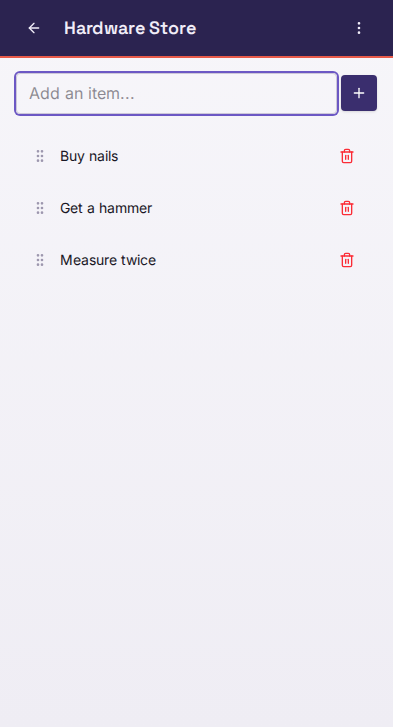 Hardware Store
Add an item...
Buy nails
Get a hammer
Measure twice